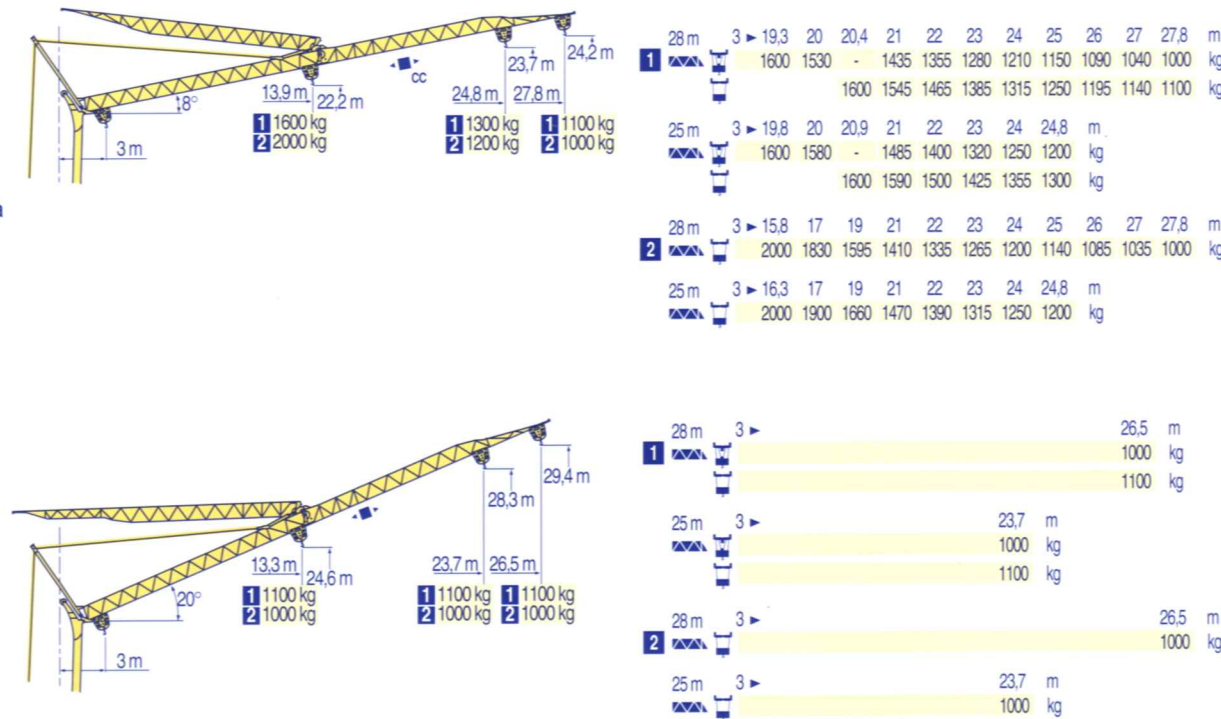 28 m 3 ► 19,3 20 20,4 21 22 23 24 25 26 27 27,8 m
1 1600 1530 - 1435 1355 1280 1210 1150 1090 1040 1000 kg
1600 1545 1465 1385 1315 1250 1195 1140 1100 kg
25 m 3 ► 19,8 20 20,9 21 22 23 24 24,8 m
1600 1580 - 1485 1400 1320 1250 1200 kg
1600 1590 1500 1425 1355 1300 kg
28 m 3 ► 15,8 17 19 21 22 23 24 25 26 27 27,8 m
2 2000 1830 1595 1410 1335 1265 1200 1140 1085 1035 1000 kg
25 m 3 ► 16,3 17 19 21 22 23 24 24,8 m
2000 1900 1660 1470 1390 1315 1250 1200 kg
24,2 m
23,7 m
cc
8°
13,9 m 22,2 m 24,8 m 27,8 m
1 1600 kg 1 1300 kg 1 1100 kg
2 2000 kg 2 1200 kg 2 1000 kg
3 m
28 m 3 ► 26,5 m
1 1000 kg
1100 kg
25 m 3 ► 23,7 m
1000 kg
1100 kg
28 m 3 ► 26,5 m
2 1000 kg
25 m 3 ► 23,7 m
1000 kg
29,4 m
28,3 m
20°
13,3 m 24,6 m 23,7 m 26,5 m
1 1100 kg 1 1100 kg 1 1100 kg
2 1000 kg 2 1000 kg 2 1000 kg
3 m